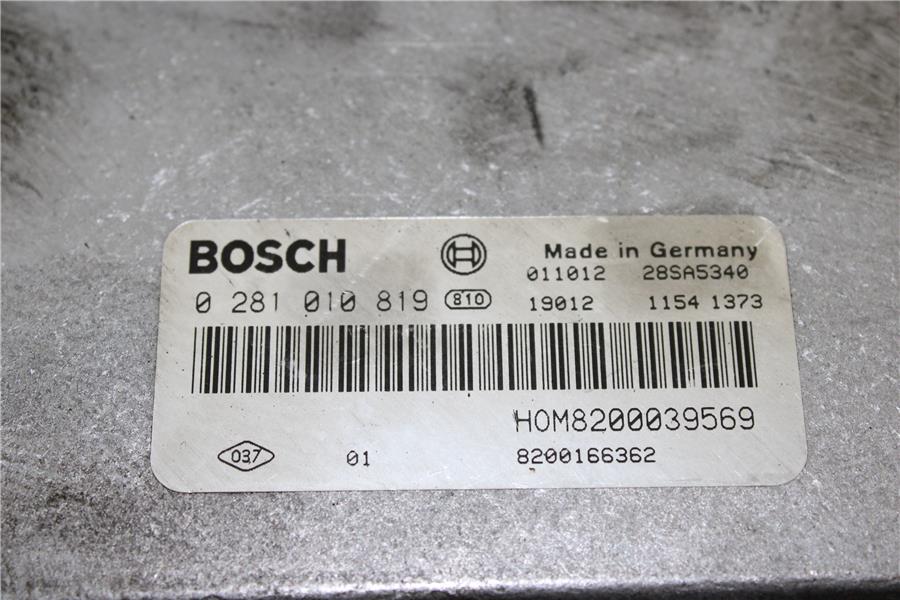 BOSCH H Made in Germany
011012 28SA5340
0 281 010 819 810 19012 1154 1373
HOM8200039569
037 01 8200166362